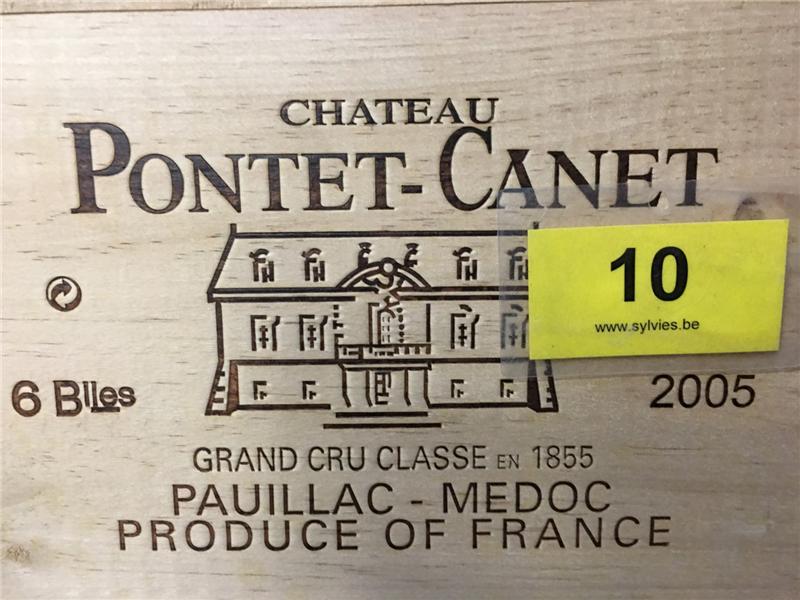 CHATEAU
PONTET-CANET
10
www.sylvies.be
6 Blles
2005
GRAND CRU CLASSE EN 1855
PAUILLAC - MEDOC
PRODUCE OF FRANCE